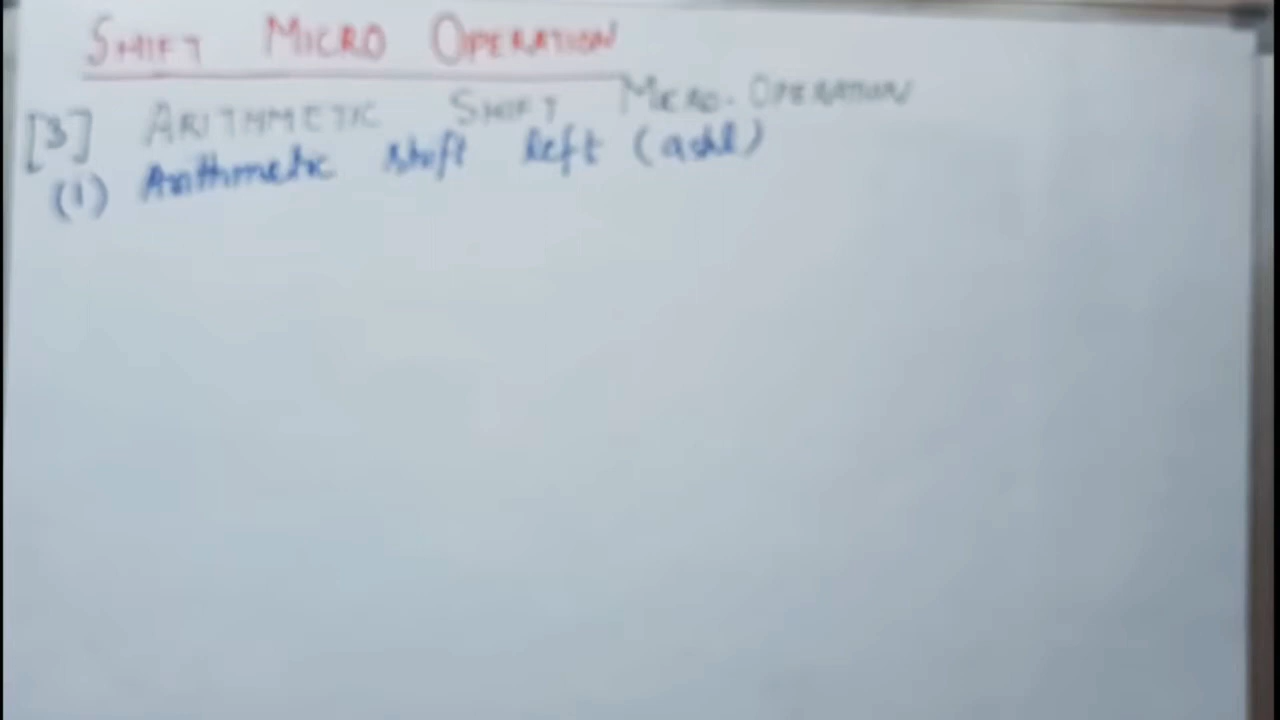 SHIFT MICRO OPERATION
[3] ARITHMETIC SHIFT MICRO-OPERATION
(1) Arithmetic shift left (ashl)